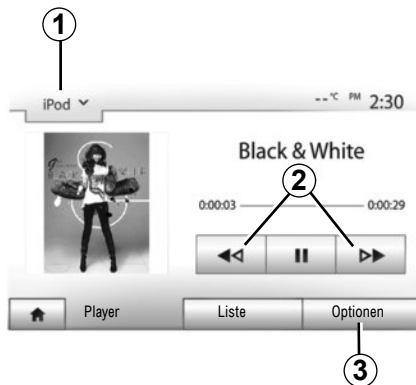 1
iPod
--°C PM 2:30
Black & White
2
0:00:03 0:00:29
Player Liste Optionen
3